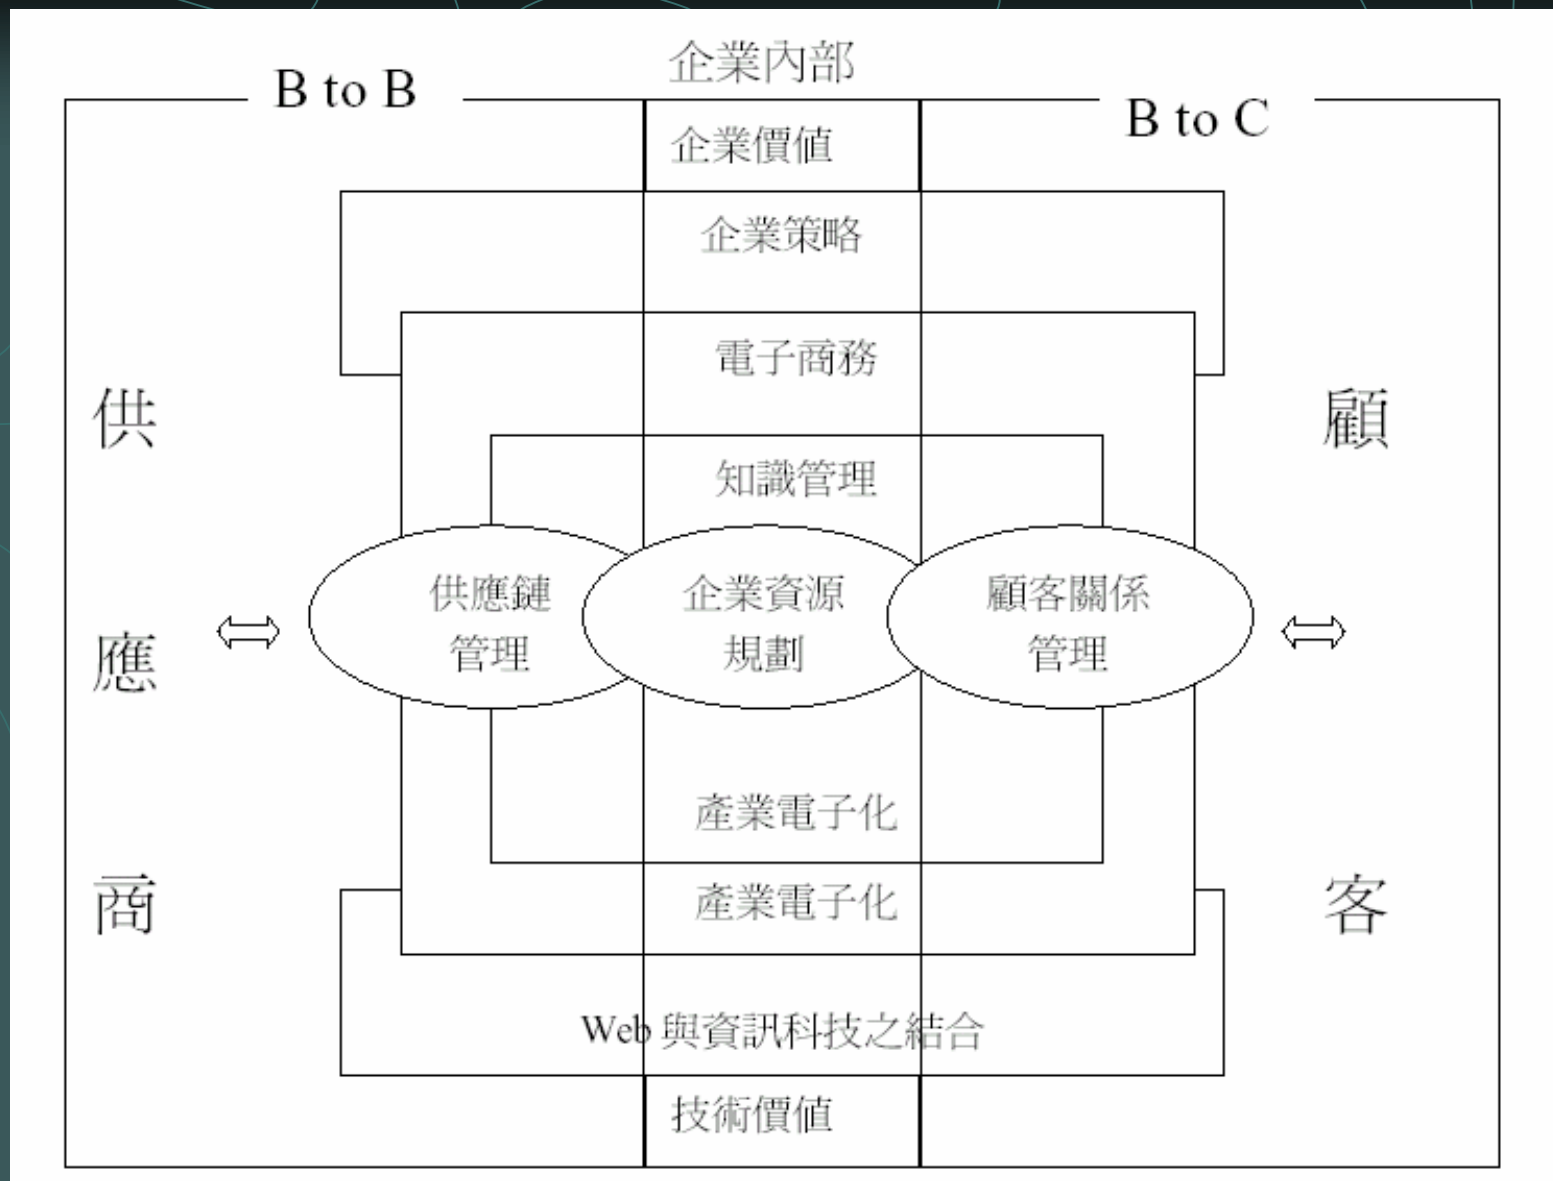 企業內部
B to B
B to C
企業價值
企業策略
電子商務
供
顧
知識管理
供應鏈
管理
企業資源
規劃
顧客關係
管理
應
產業電子化
商
產業電子化
客
Web 與資訊科技之結合
技術價值